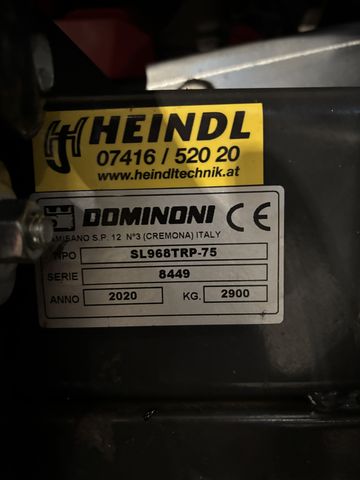 HEINDL
07416 / 520 20
www.heindltechnik.at
DOMINONI CE
S.P. 12 N°3 (CREMONA) ITALY
TIPO SL968TRP-75
SERIE 8449
ANNO 2020 KG. 2900